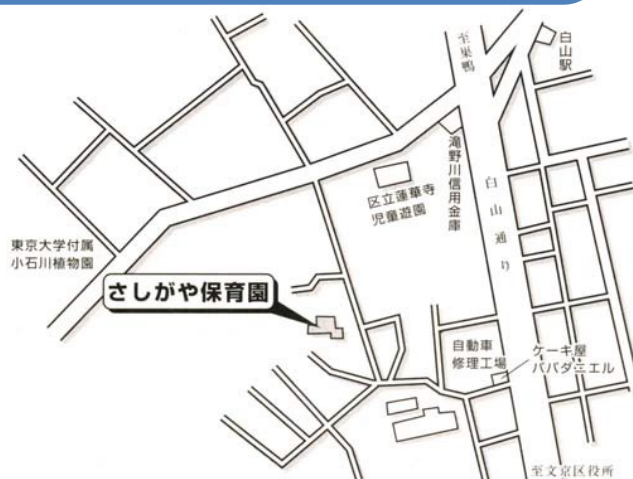 至巣鴨
白山駅
滝野川信用金庫
区立蓮華寺
児童遊園
白山通り
東京大学付属
小石川植物園
さしがや保育園
自動車
修理工場
ケーキ屋
パパダニエル
至文京区役所